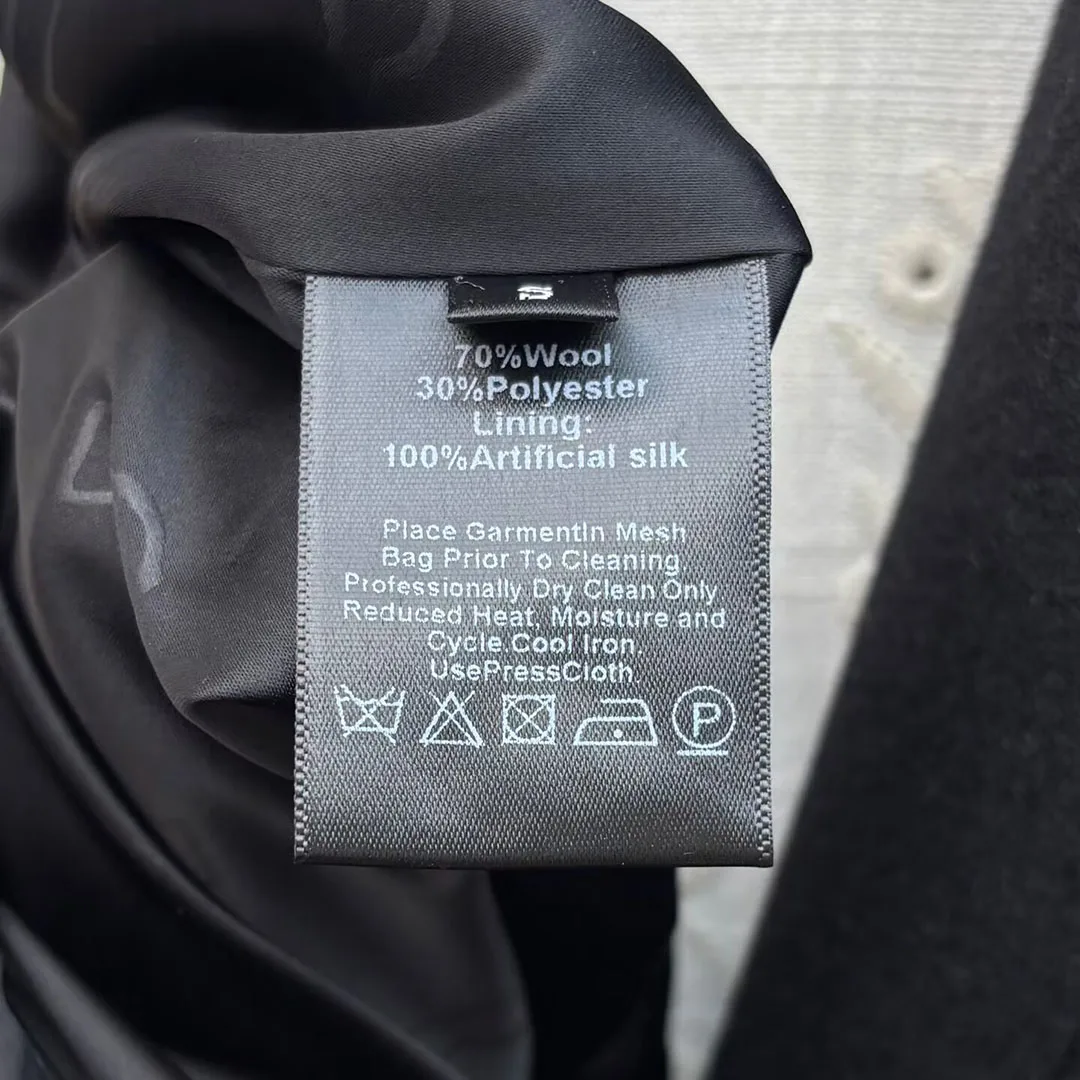 70%Wool
30%Polyester
Lining:
100%Artificial silk
Place GarmentIn Mesh
Bag Prior To Cleaning
Professionally Dry Clean Only
Reduced Heat, Moisture and
Cycle.Cool Iron,
UsePressCloth
P